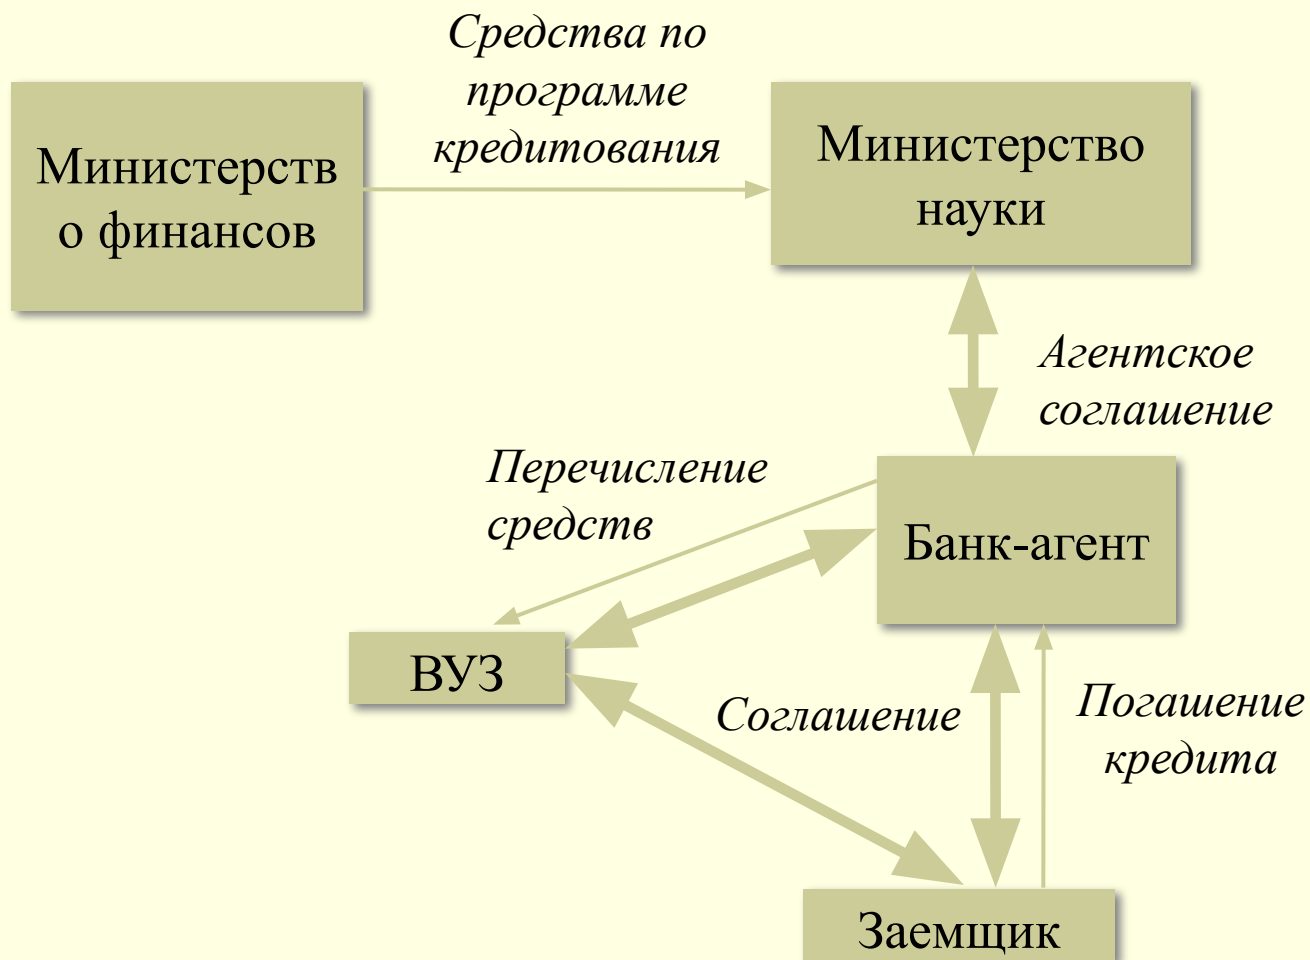 Средства по
программе
кредитования
Министерств
о финансов
Министерство
науки
Агентское
соглашение
Перечисление
средств
Банк-агент
ВУЗ
Соглашение
Погашение
кредита
Заемщик